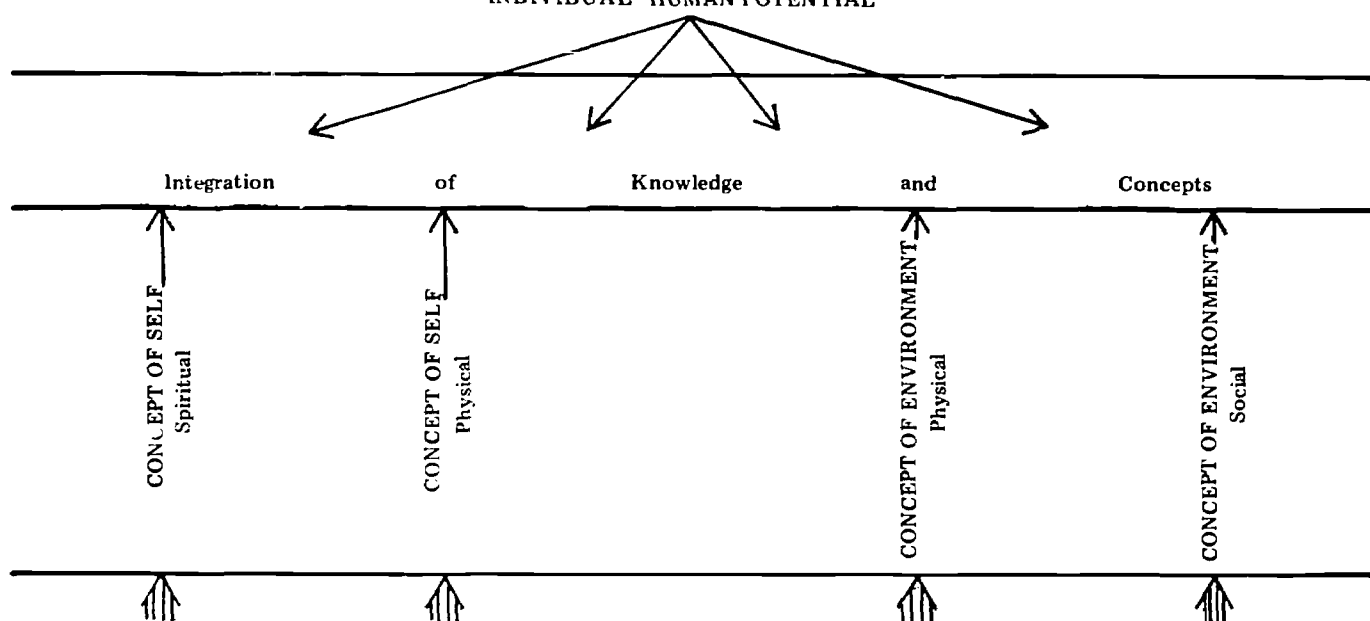 INDIVIDUAL HUMAN POTENTIAL
Integration of Knowledge and Concepts
CONCEPT OF SELF
Spiritual
CONCEPT OF SELF
Physical
CONCEPT OF ENVIRONMENT
Physical
CONCEPT OF ENVIRONMENT
Social